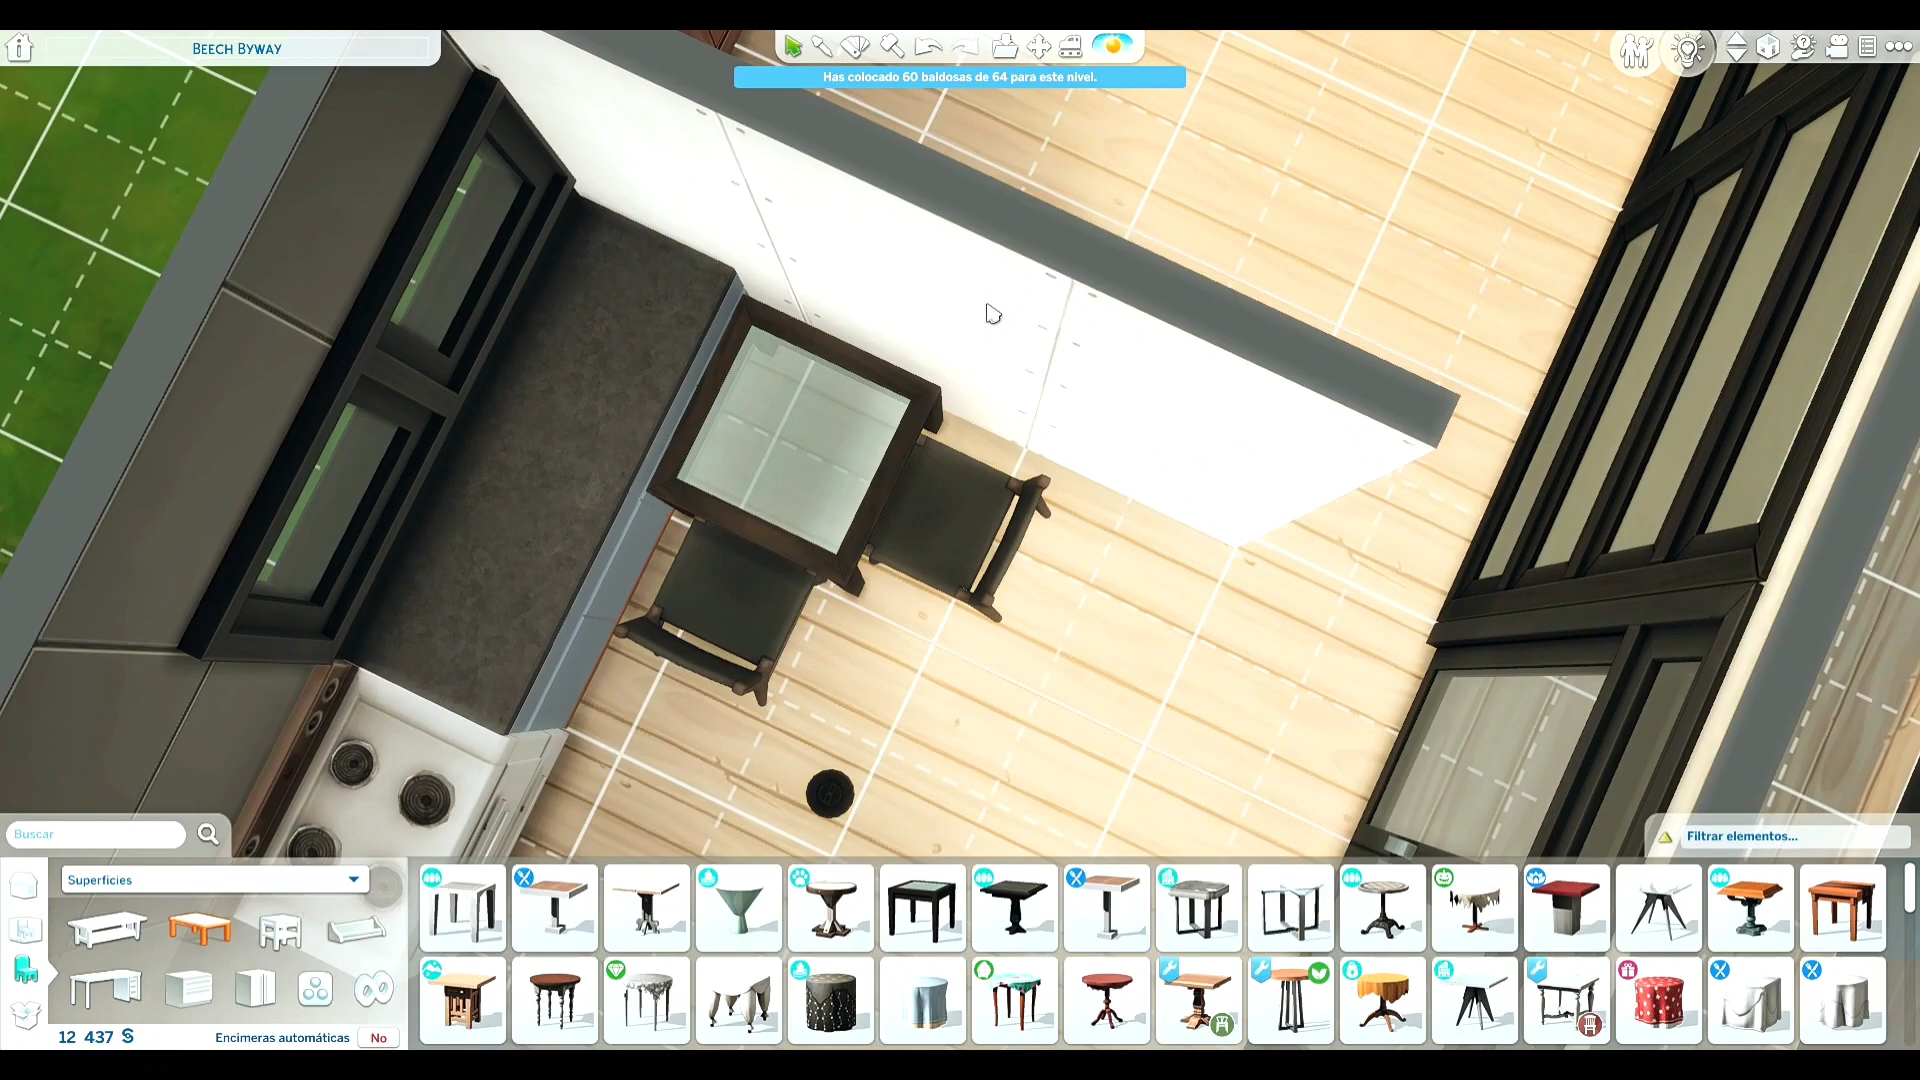 BEECH BYWAY
Has colocado 60 baldosas de 64 para este nivel.
Buscar
Filtrar elementos...
Superficies
12 437 $
Encimeras automáticas No